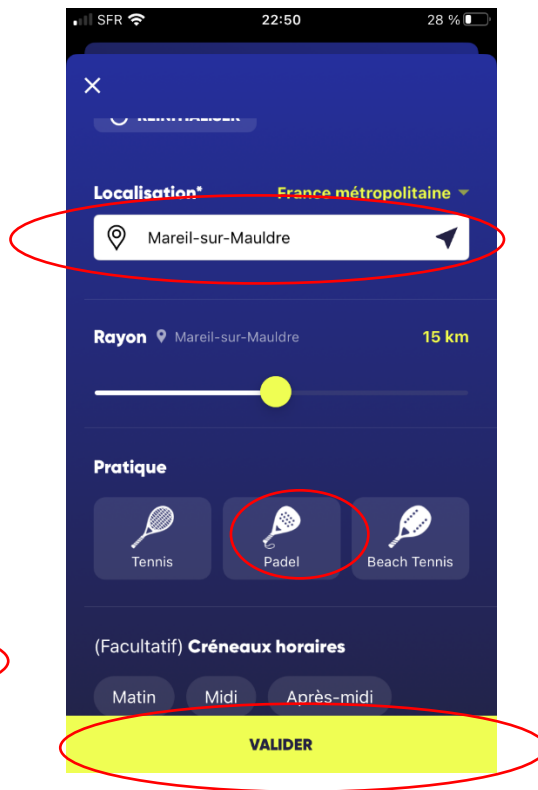 SFR 22:50 28 %
RÉINITIALISER
Localisation* France métropolitaine
Mareil-sur-Mauldre
Rayon Mareil-sur-Mauldre 15 km
Pratique
Tennis Padel Beach Tennis
(Facultatif) Créneaux horaires
Matin Midi Après-midi
VALIDER